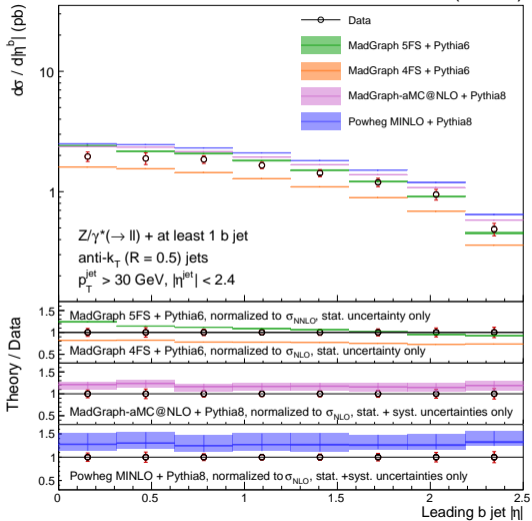 dσ / d|η^b| (pb)
10
1
Data
MadGraph 5FS + Pythia6
MadGraph 4FS + Pythia6
MadGraph-aMC@NLO + Pythia8
Powheg MINLO + Pythia8
Z/γ*(→ ll) + at least 1 b jet
anti-k_T (R = 0.5) jets
p_T^jet > 30 GeV, |η^jet| < 2.4
Theory / Data
1.5
1
0.5
MadGraph 5FS + Pythia6, normalized to σ_NNLO, stat. uncertainty only
MadGraph 4FS + Pythia6, normalized to σ_NLO, stat. uncertainty only
1.5
1
0.5
MadGraph-aMC@NLO + Pythia8, normalized to σ_NLO, stat. + syst. uncertainties only
1.5
1
0.5
Powheg MINLO + Pythia8, normalized to σ_NLO, stat. +syst. uncertainties only
0 0.5 1 1.5 2 2.5
Leading b jet |η|